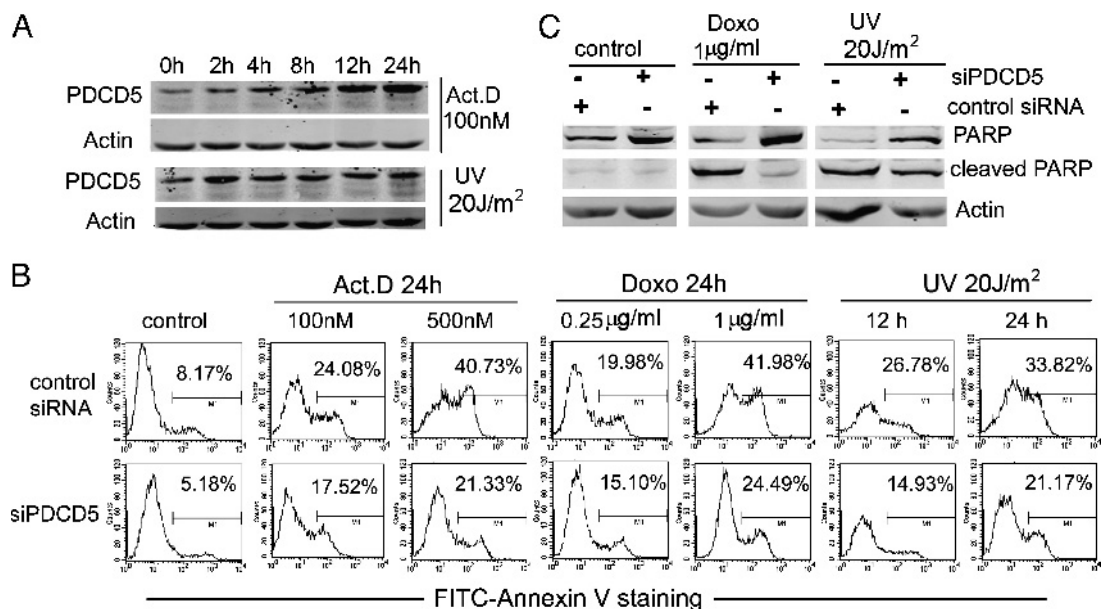 A
0h 2h 4h 8h 12h 24h
PDCD5
Actin
Act.D
100nM
PDCD5
Actin
UV
20J/m²
C
control
Doxo
1μg/ml
UV
20J/m²
- + - + - + siPDCD5
+ - + - + - control siRNA
PARP
cleaved PARP
Actin
B
Act.D 24h
Doxo 24h
UV 20J/m²
control 100nM 500nM 0.25μg/ml 1μg/ml 12 h 24 h
control
siRNA
8.17% 24.08% 40.73% 19.98% 41.98% 26.78% 33.82%
siPDCD5
5.18% 17.52% 21.33% 15.10% 24.49% 14.93% 21.17%
FITC-Annexin V staining